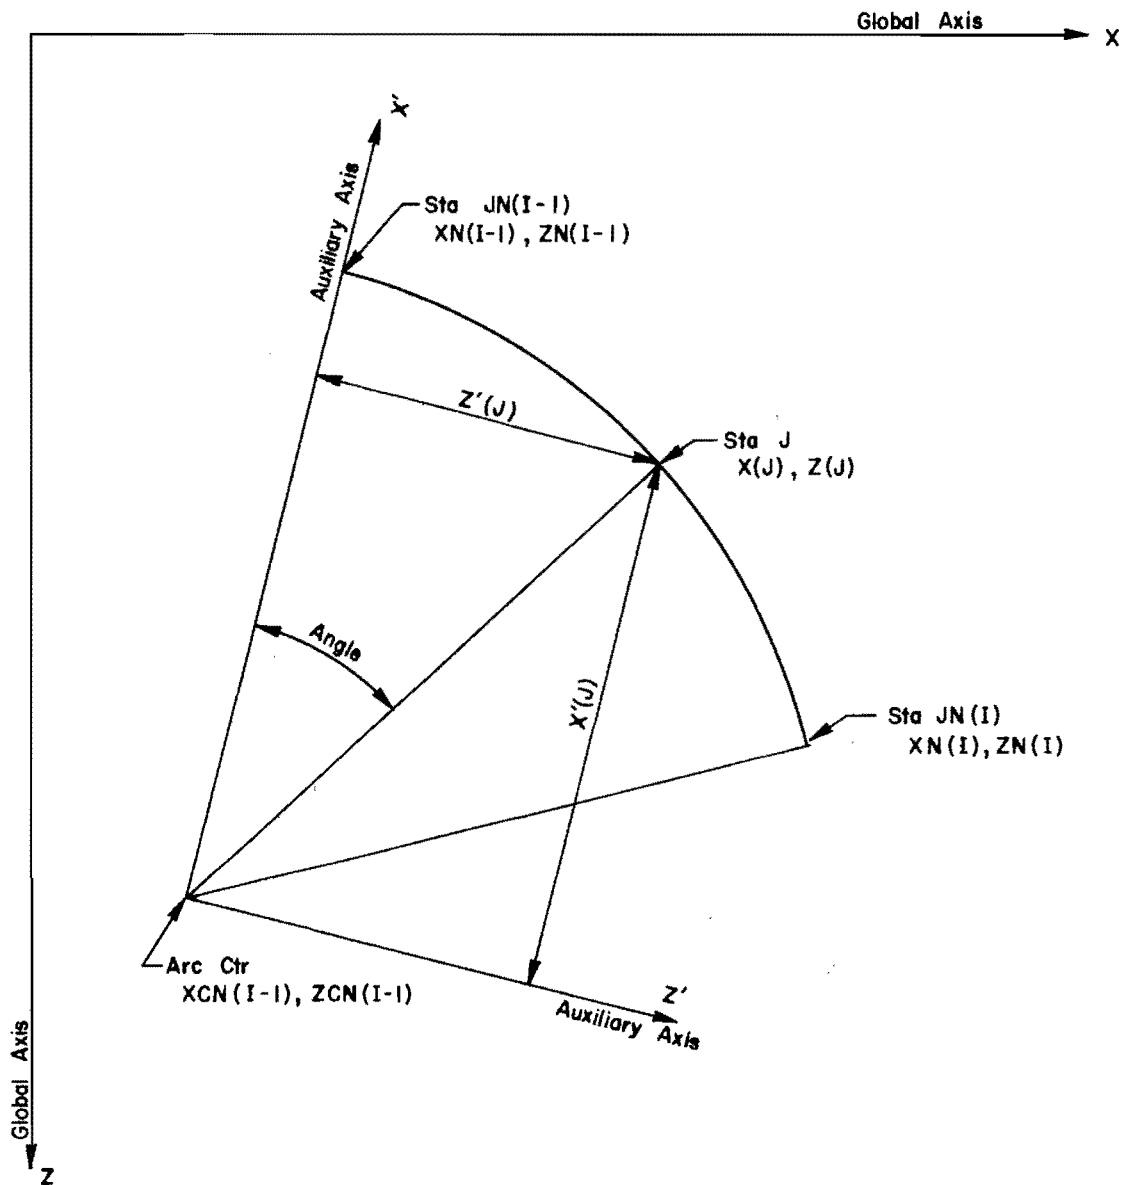 Global Axis
X
X'
Auxiliary Axis
Sta JN(I-1)
XN(I-1), ZN(I-1)
Z'(J)
Sta J
X(J), Z(J)
Angle
X'(J)
Sta JN(I)
XN(I), ZN(I)
Arc Ctr
XCN(I-1), ZCN(I-1)
Z'
Auxiliary Axis
Global Axis
Z